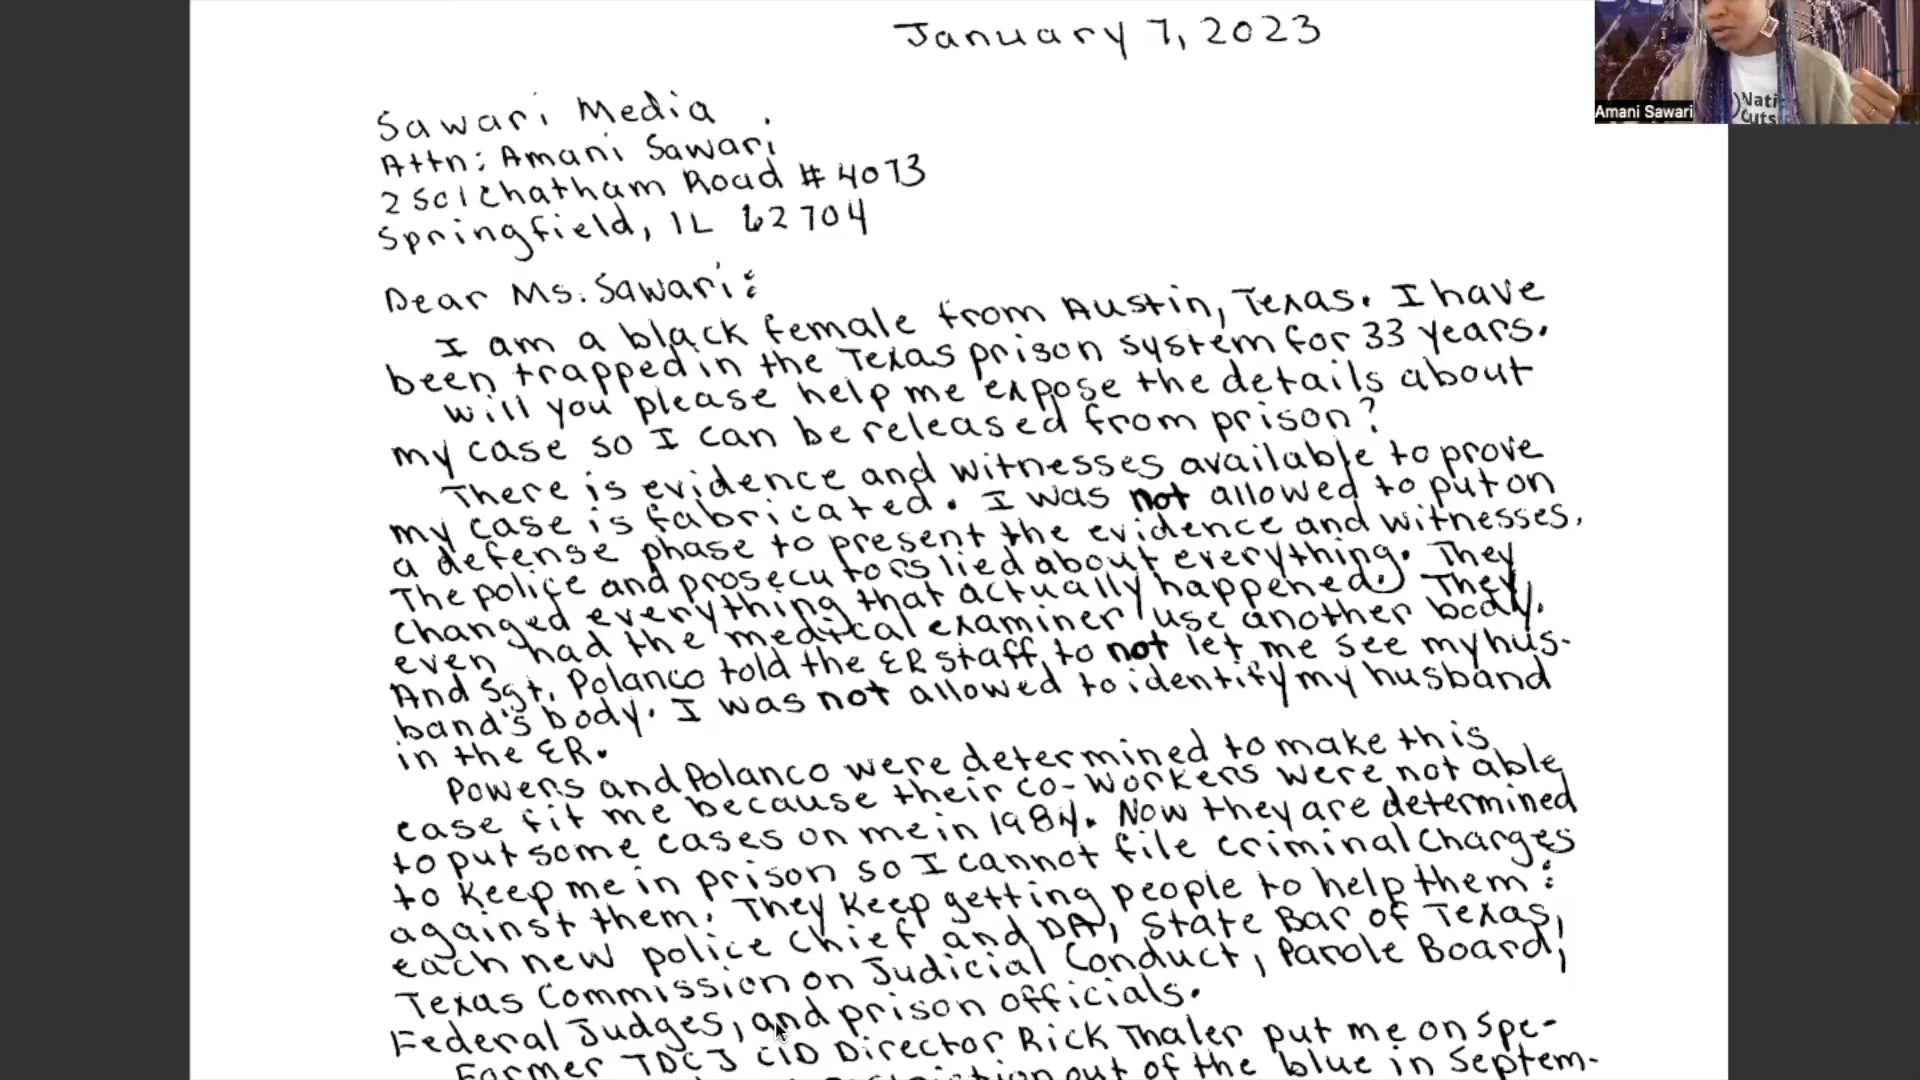 January 7, 2023
Amani Sawari
Nati
Cuts
Sawari Media
Attn: Amani Sawari
2501 Chatham Road # 4073
Springfield, IL 62704
Dear Ms. Sawari:
I am a black female from Austin, Texas. I have
been trapped in the Texas prison system for 33 years.
Will you please help me expose the details about
my case so I can be released from prison?
There is evidence and witnesses available to prove
my case is fabricated. I was not allowed to put on
a defense phase to present the evidence and witnesses.
The police and prosecutors lied about everything. They
changed everything that actually happened. They
even had the medical examiner use another body.
And Sgt. Polanco told the ER staff to not let me see my hus-
band's body. I was not allowed to identify my husband
in the ER.
Powers and Polanco were determined to make this
case fit me because their co-workers were not able
to put some cases on me in 1984. Now they are determined
to keep me in prison so I cannot file criminal charges
against them. They keep getting people to help them:
each new police chief and DA, State Bar of Texas,
Texas Commission on Judicial Conduct, Parole Board,
Federal Judges, and prison officials.
Former TDCJ CID Director Rick Thaler put me on Spe-
out of the blue in Septem-